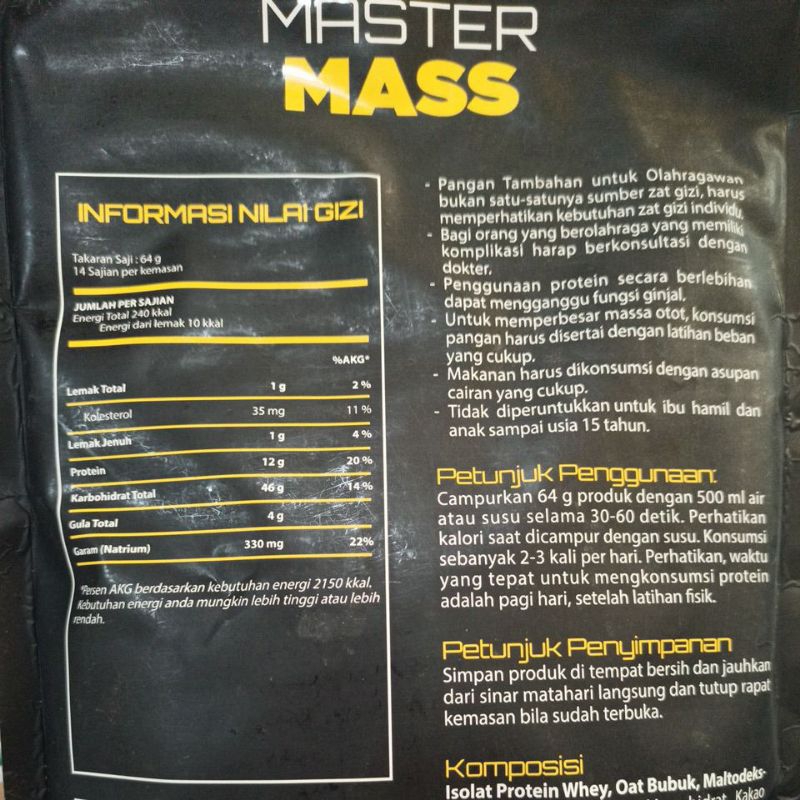 MASTER
MASS
INFORMASI NILAI GIZI
Takaran Saji : 64 g
14 Sajian per kemasan
JUMLAH PER SAJIAN
Energi Total 240 kkal
Energi dari lemak 10 kkal
%AKG*
Lemak Total 1 g 2 %
Kolesterol 35 mg 11 %
Lemak Jenuh 1 g 4 %
Protein 12 g 20 %
Karbohidrat Total 46 g 14 %
Gula Total 4 g
Garam (Natrium) 330 mg 22%
*Persen AKG berdasarkan kebutuhan energi 2150 kkal.
Kebutuhan energi anda mungkin lebih tinggi atau lebih
rendah.
- Pangan Tambahan untuk Olahragawan
bukan satu-satunya sumber zat gizi, harus
memperhatikan kebutuhan zat gizi individu.
- Bagi orang yang berolahraga yang memiliki
komplikasi harap berkonsultasi dengan
dokter.
- Penggunaan protein secara berlebihan
dapat mengganggu fungsi ginjal.
- Untuk memperbesar massa otot, konsumsi
pangan harus disertai dengan latihan beban
yang cukup.
- Makanan harus dikonsumsi dengan asupan
cairan yang cukup.
- Tidak diperuntukkan untuk ibu hamil dan
anak sampai usia 15 tahun.
Petunjuk Penggunaan:
Campurkan 64 g produk dengan 500 ml air
atau susu selama 30-60 detik. Perhatikan
kalori saat dicampur dengan susu. Konsumsi
sebanyak 2-3 kali per hari. Perhatikan, waktu
yang tepat untuk mengkonsumsi protein
adalah pagi hari, setelah latihan fisik.
Petunjuk Penyimpanan
Simpan produk di tempat bersih dan jauhkan
dari sinar matahari langsung dan tutup rapat
kemasan bila sudah terbuka.
Komposisi
Isolat Protein Whey, Oat Bubuk, Maltodeks-
Kakao